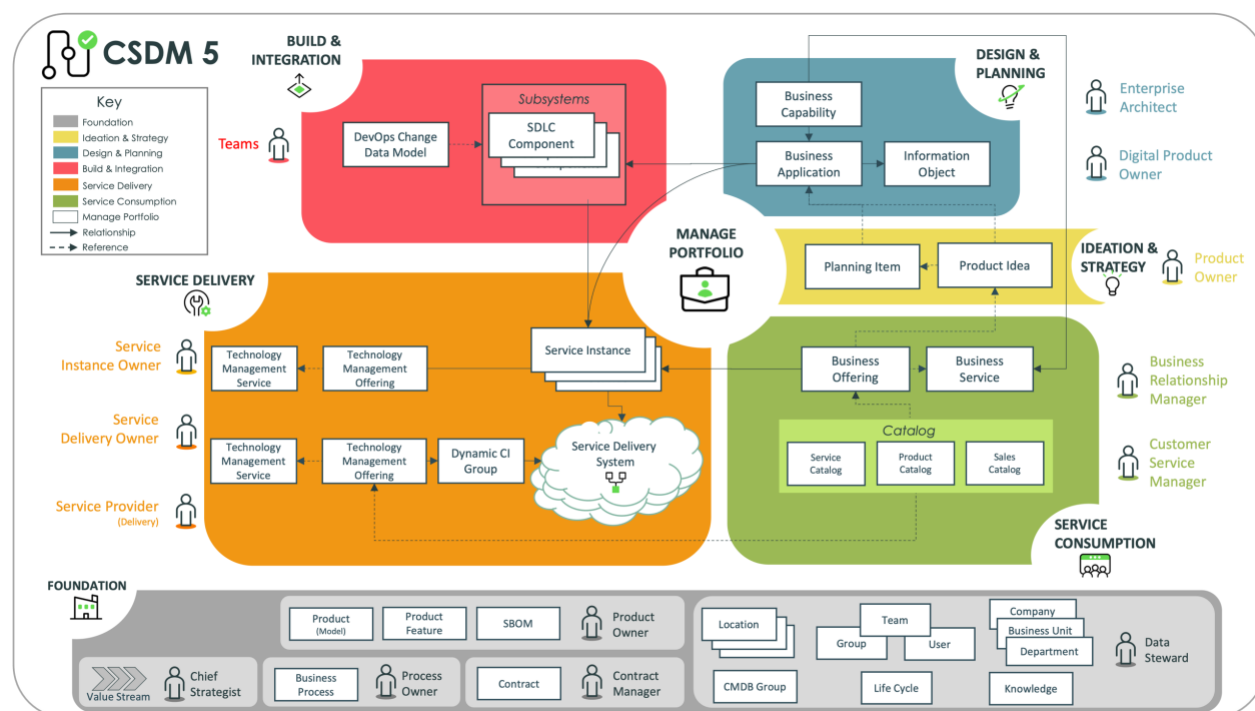 CSDM 5
Key
Foundation
Ideation & Strategy
Design & Planning
Build & Integration
Service Delivery
Service Consumption
Manage Portfolio
Relationship
Reference
BUILD &
INTEGRATION
Teams
DevOps Change
Data Model
Subsystems
SDLC
Component
DESIGN &
PLANNING
Business
Capability
Business
Application
Information
Object
Enterprise
Architect
Digital Product
Owner
MANAGE
PORTFOLIO
Planning Item
Product Idea
IDEATION &
STRATEGY
Product
Owner
SERVICE DELIVERY
Service
Instance Owner
Service
Delivery Owner
Service Provider
(Delivery)
Technology
Management
Service
Technology
Management
Offering
Service Instance
Technology
Management
Service
Technology
Management
Offering
Dynamic CI
Group
Service Delivery
System
Business
Offering
Business
Service
Catalog
Service
Catalog
Product
Catalog
Sales
Catalog
Business
Relationship
Manager
Customer
Service
Manager
SERVICE
CONSUMPTION
FOUNDATION
Product
(Model)
Product
Feature
SBOM
Product
Owner
Value Stream
Chief
Strategist
Business
Process
Process
Owner
Contract
Contract
Manager
Location
Team
Group
User
Company
Business Unit
Department
CMDB Group
Life Cycle
Knowledge
Data
Steward